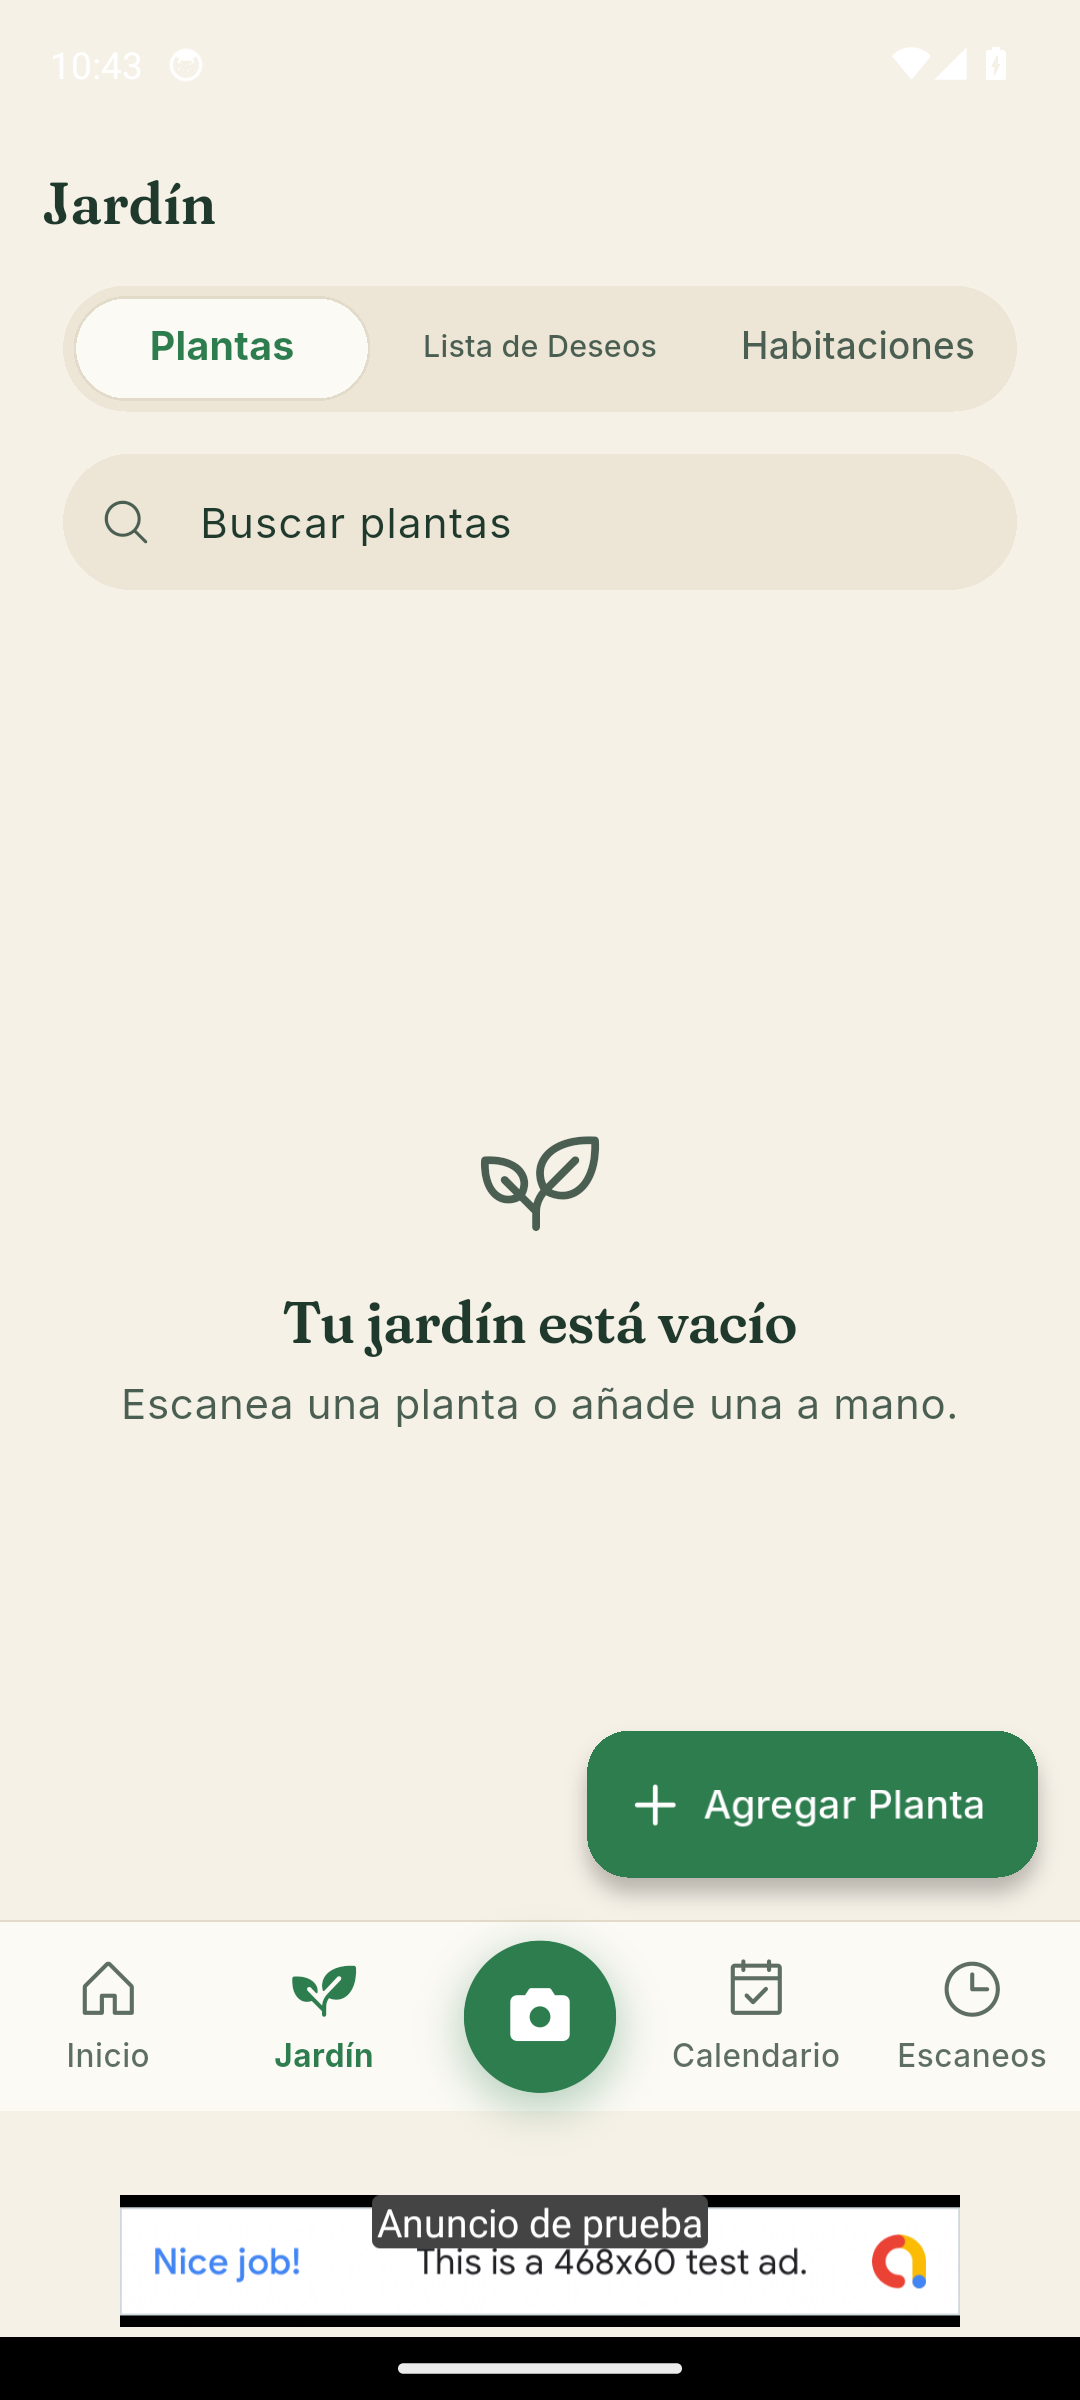 10:43
Jardín
Plantas
Lista de Deseos
Habitaciones
Buscar plantas
Tu jardín está vacío
Escanea una planta o añade una a mano.
Agregar Planta
Inicio
Jardín
Calendario
Escaneos
Anuncio de prueba
Nice job!
This is a 468x60 test ad.